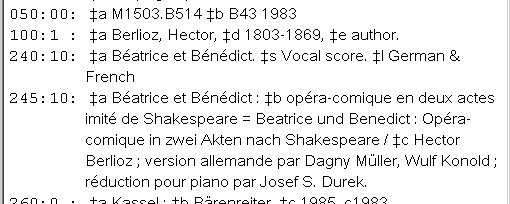 050:00: ‡a M1503.B514 ‡b B43 1983
100:1 : ‡a Berlioz, Hector, ‡d 1803-1869, ‡e author.
240:10: ‡a Béatrice et Bénédict. ‡s Vocal score. ‡l German &
French
245:10: ‡a Béatrice et Bénédict : ‡b opéra-comique en deux actes
imité de Shakespeare = Beatrice und Benedict : Opéra-
comique in zwei Akten nach Shakespeare / ‡c Hector
Berlioz ; version allemande par Dagny Müller, Wulf Konold ;
réduction pour piano par Josef S. Durek.
260:0 : ‡a Kassel : ‡b Bärenreiter, ‡c 1985, c1983